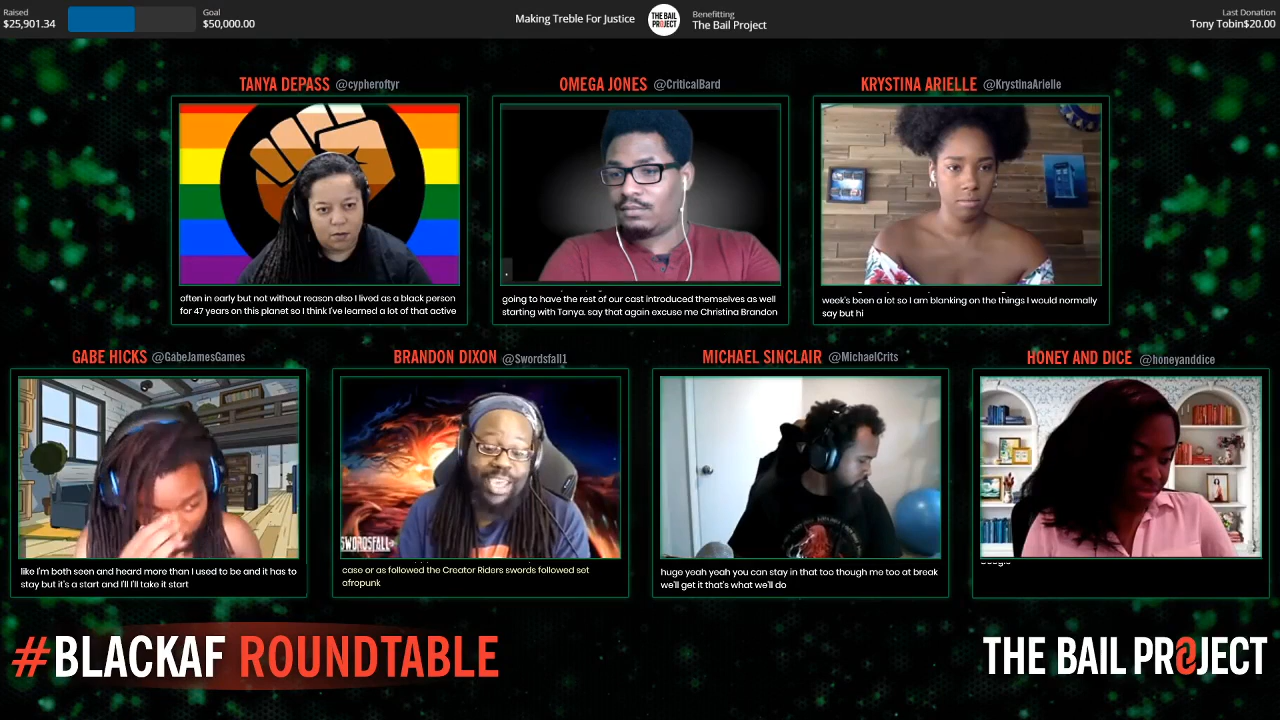 Raised
$25,901.34
Goal
$50,000.00
Making Treble For Justice
THE BAIL
PROJECT
Benefitting
The Bail Project
Last Donation
Tony Tobin$20.00
TANYA DEPASS @cypheroftyr
OMEGA JONES @CriticalBard
KRYSTINA ARIELLE @KrystinaArielle
often in early but not without reason also I lived as a black person
for 47 years on this planet so I think I've learned a lot of that active
going to have the rest of our cast introduced themselves as well
starting with Tanya. say that again excuse me Christina Brandon
week's been a lot so I am blanking on the things I would normally
say but hi
GABE HICKS @GabeJamesGames
BRANDON DIXON @Swordsfall1
MICHAEL SINCLAIR @MichaelCrits
HONEY AND DICE @honeyanddice
SWORDSFALL
like I'm both seen and heard more than I used to be and it has to
stay but it's a start and I'll I'll take it start
case or as followed the Creator Riders swords followed set
afropunk
huge yeah yeah you can stay in that too though me too at break
we'll get it that's what we'll do
#BLACKAF ROUNDTABLE
THE BAIL PROJECT